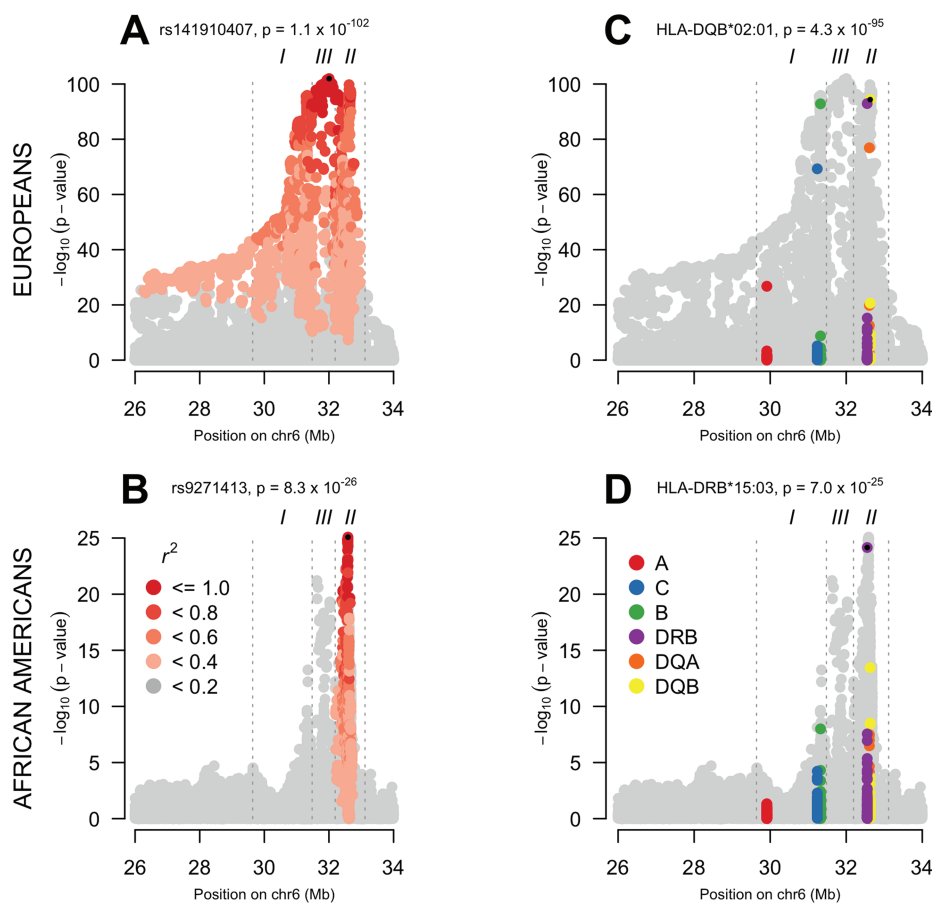 A
rs141910407, p = 1.1 x 10^-102
I III II
EUROPEANS
−log10 (p − value)
100
80
60
40
20
0
26 28 30 32 34
Position on chr6 (Mb)
C
HLA-DQB*02:01, p = 4.3 x 10^-95
I III II
−log10 (p − value)
100
80
60
40
20
0
26 28 30 32 34
Position on chr6 (Mb)
B
rs9271413, p = 8.3 x 10^-26
I III II
AFRICAN AMERICANS
−log10 (p − value)
25
20
15
10
5
0
r²
<= 1.0
< 0.8
< 0.6
< 0.4
< 0.2
26 28 30 32 34
Position on chr6 (Mb)
D
HLA-DRB*15:03, p = 7.0 x 10^-25
I III II
−log10 (p − value)
25
20
15
10
5
0
A
C
B
DRB
DQA
DQB
26 28 30 32 34
Position on chr6 (Mb)